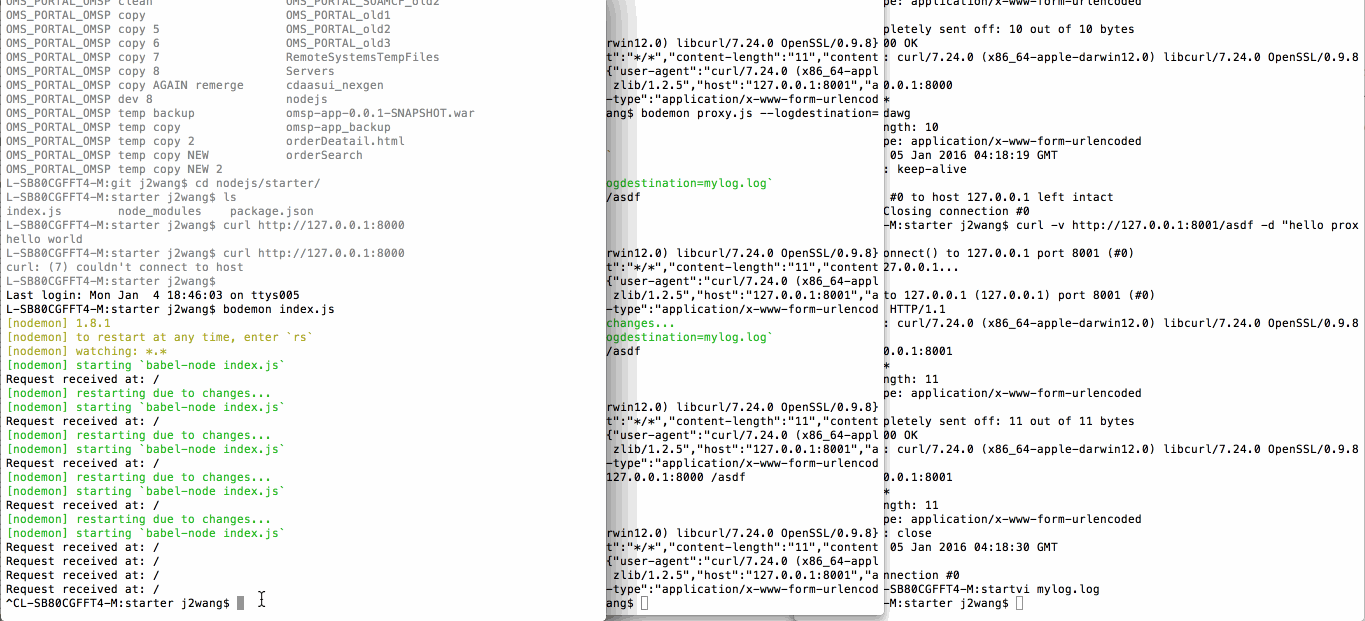 OMS_PORTAL_OMSP clean OMS_PORTAL_SOAMCF_old2
OMS_PORTAL_OMSP copy OMS_PORTAL_old1
OMS_PORTAL_OMSP copy 5 OMS_PORTAL_old2
OMS_PORTAL_OMSP copy 6 OMS_PORTAL_old3
OMS_PORTAL_OMSP copy 7 RemoteSystemsTempFiles
OMS_PORTAL_OMSP copy 8 Servers
OMS_PORTAL_OMSP copy AGAIN remerge cdaasui_nexgen
OMS_PORTAL_OMSP dev 8 nodejs
OMS_PORTAL_OMSP temp backup omsp-app-0.0.1-SNAPSHOT.war
OMS_PORTAL_OMSP temp copy omsp-app_backup
OMS_PORTAL_OMSP temp copy 2 orderDeatail.html
OMS_PORTAL_OMSP temp copy NEW orderSearch
OMS_PORTAL_OMSP temp copy NEW 2
L-SB80CGFFT4-M:git j2wang$ cd nodejs/starter/
L-SB80CGFFT4-M:starter j2wang$ ls
index.js node_modules package.json
L-SB80CGFFT4-M:starter j2wang$ curl http://127.0.0.1:8000
hello world
L-SB80CGFFT4-M:starter j2wang$ curl http://127.0.0.1:8000
curl: (7) couldn't connect to host
L-SB80CGFFT4-M:starter j2wang$
Last login: Mon Jan  4 18:46:03 on ttys005
L-SB80CGFFT4-M:starter j2wang$ bodemon index.js
[nodemon] 1.8.1
[nodemon] to restart at any time, enter `rs`
[nodemon] watching: *.*
[nodemon] starting `babel-node index.js`
Request received at: /
[nodemon] restarting due to changes...
[nodemon] starting `babel-node index.js`
Request received at: /
[nodemon] restarting due to changes...
[nodemon] starting `babel-node index.js`
Request received at: /
[nodemon] restarting due to changes...
[nodemon] starting `babel-node index.js`
Request received at: /
[nodemon] restarting due to changes...
[nodemon] starting `babel-node index.js`
Request received at: /
Request received at: /
Request received at: /
Request received at: /
^CL-SB80CGFFT4-M:starter j2wang$
rwin12.0) libcurl/7.24.0 OpenSSL/0.9.8}
t":"*/*","content-length":"11","content
{"user-agent":"curl/7.24.0 (x86_64-appl
zlib/1.2.5","host":"127.0.0.1:8001","a
-type":"application/x-www-form-urlencod
ang$ bodemon proxy.js --logdestination=
`
ogdestination=mylog.log`
/asdf
rwin12.0) libcurl/7.24.0 OpenSSL/0.9.8}
t":"*/*","content-length":"11","content
{"user-agent":"curl/7.24.0 (x86_64-appl
zlib/1.2.5","host":"127.0.0.1:8001","a
-type":"application/x-www-form-urlencod
changes...
ogdestination=mylog.log`
/asdf
rwin12.0) libcurl/7.24.0 OpenSSL/0.9.8}
t":"*/*","content-length":"11","content
{"user-agent":"curl/7.24.0 (x86_64-appl
zlib/1.2.5","host":"127.0.0.1:8001","a
-type":"application/x-www-form-urlencod
127.0.0.1:8000 /asdf
rwin12.0) libcurl/7.24.0 OpenSSL/0.9.8}
t":"*/*","content-length":"11","content
{"user-agent":"curl/7.24.0 (x86_64-appl
zlib/1.2.5","host":"127.0.0.1:8001","a
-type":"application/x-www-form-urlencod
ang$
pe: application/x-www-form-urlencoded
pletely sent off: 10 out of 10 bytes
00 OK
: curl/7.24.0 (x86_64-apple-darwin12.0) libcurl/7.24.0 OpenSSL/0.9.8
0.0.1:8000
*
dawg
ngth: 10
pe: application/x-www-form-urlencoded
05 Jan 2016 04:18:19 GMT
: keep-alive
#0 to host 127.0.0.1 left intact
Closing connection #0
-M:starter j2wang$ curl -v http://127.0.0.1:8001/asdf -d "hello prox
onnect() to 127.0.0.1 port 8001 (#0)
27.0.0.1...
to 127.0.0.1 (127.0.0.1) port 8001 (#0)
HTTP/1.1
: curl/7.24.0 (x86_64-apple-darwin12.0) libcurl/7.24.0 OpenSSL/0.9.8
0.0.1:8001
*
ngth: 11
pe: application/x-www-form-urlencoded
pletely sent off: 11 out of 11 bytes
00 OK
: curl/7.24.0 (x86_64-apple-darwin12.0) libcurl/7.24.0 OpenSSL/0.9.8
0.0.1:8001
*
ngth: 11
pe: application/x-www-form-urlencoded
: close
05 Jan 2016 04:18:30 GMT
nnection #0
-SB80CGFFT4-M:startvi mylog.log
-M:starter j2wang$